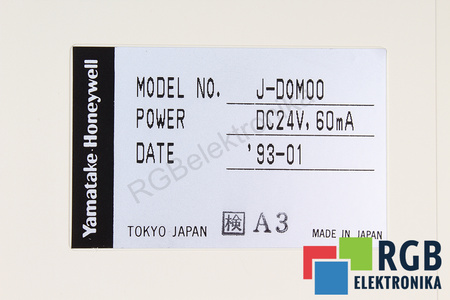 Yamatake-Honeywell
MODEL NO. J-DOM00
POWER DC24V, 60mA
DATE '93-01
TOKYO JAPAN 検 A3 MADE IN JAPAN
RGBelektronika
RGB
ELEKTRONIKA